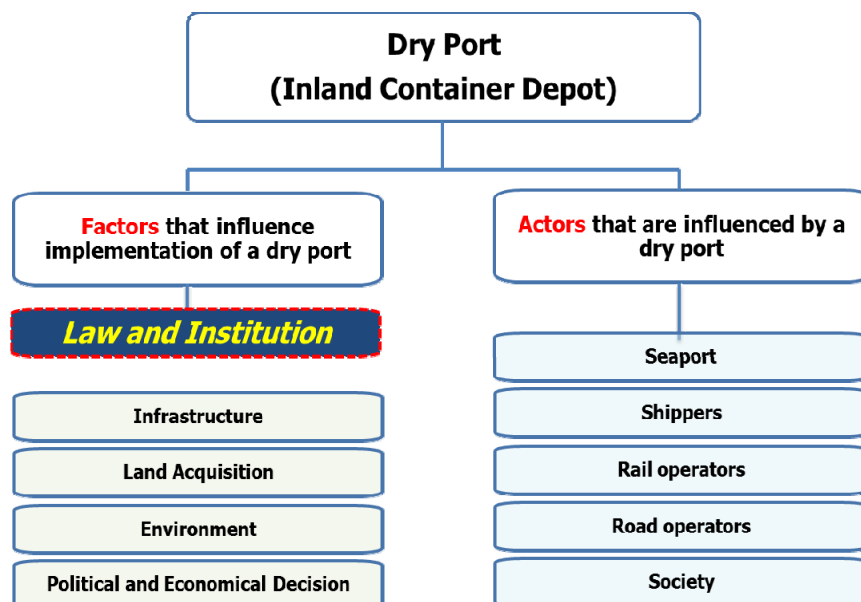 Dry Port
(Inland Container Depot)
Factors that influence
implementation of a dry port
Law and Institution
Infrastructure
Land Acquisition
Environment
Political and Economical Decision
Actors that are influenced by a
dry port
Seaport
Shippers
Rail operators
Road operators
Society